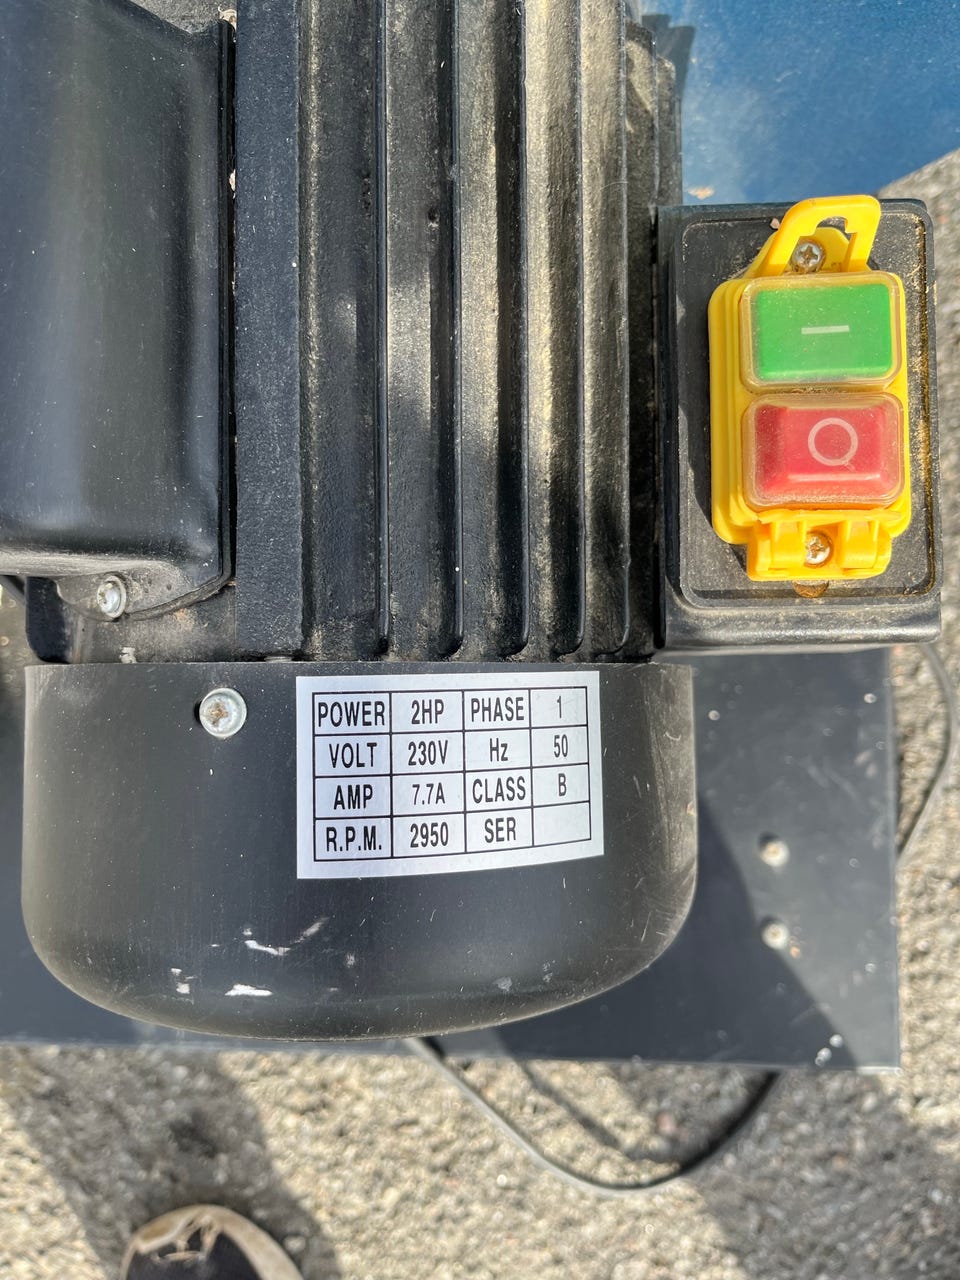 I
O
POWER 2HP PHASE 1
VOLT 230V Hz 50
AMP 7.7A CLASS B
R.P.M. 2950 SER